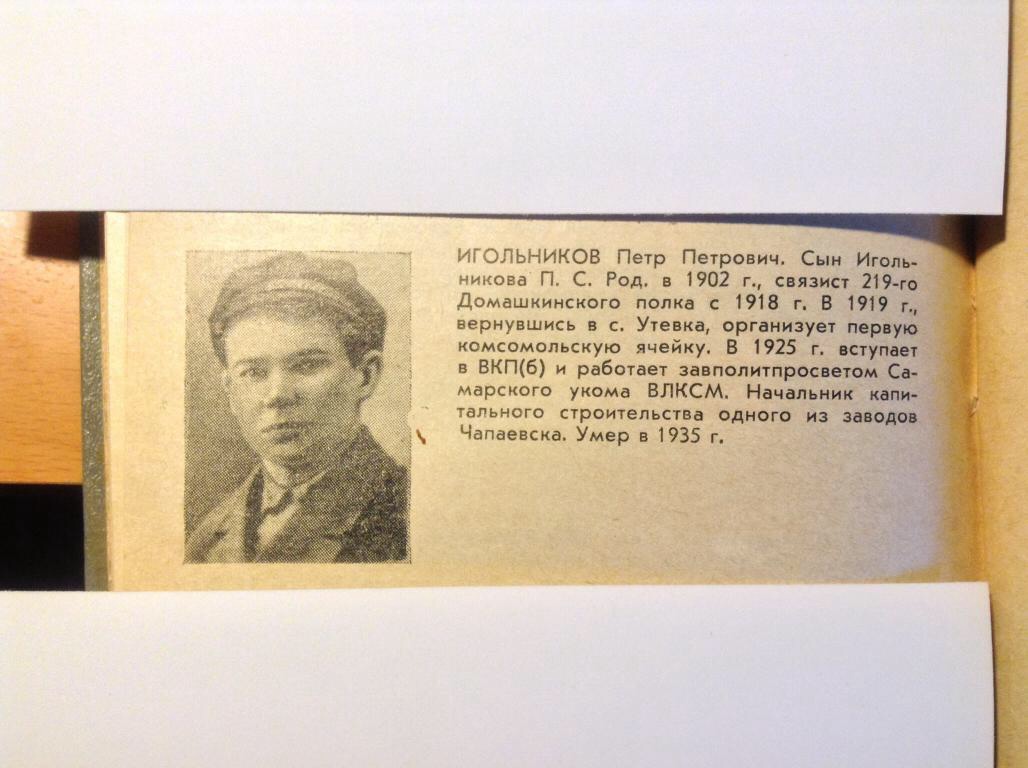 ИГОЛЬНИКОВ Петр Петрович. Сын Иголь-
никова П. С. Род. в 1902 г., связист 219-го
Домашкинского полка с 1918 г. В 1919 г.,
вернувшись в с. Утевка, организует первую
комсомольскую ячейку. В 1925 г. вступает
в ВКП(б) и работает завполитпросветом Са-
марского укома ВЛКСМ. Начальник капи-
тального строительства одного из заводов
Чапаевска. Умер в 1935 г.